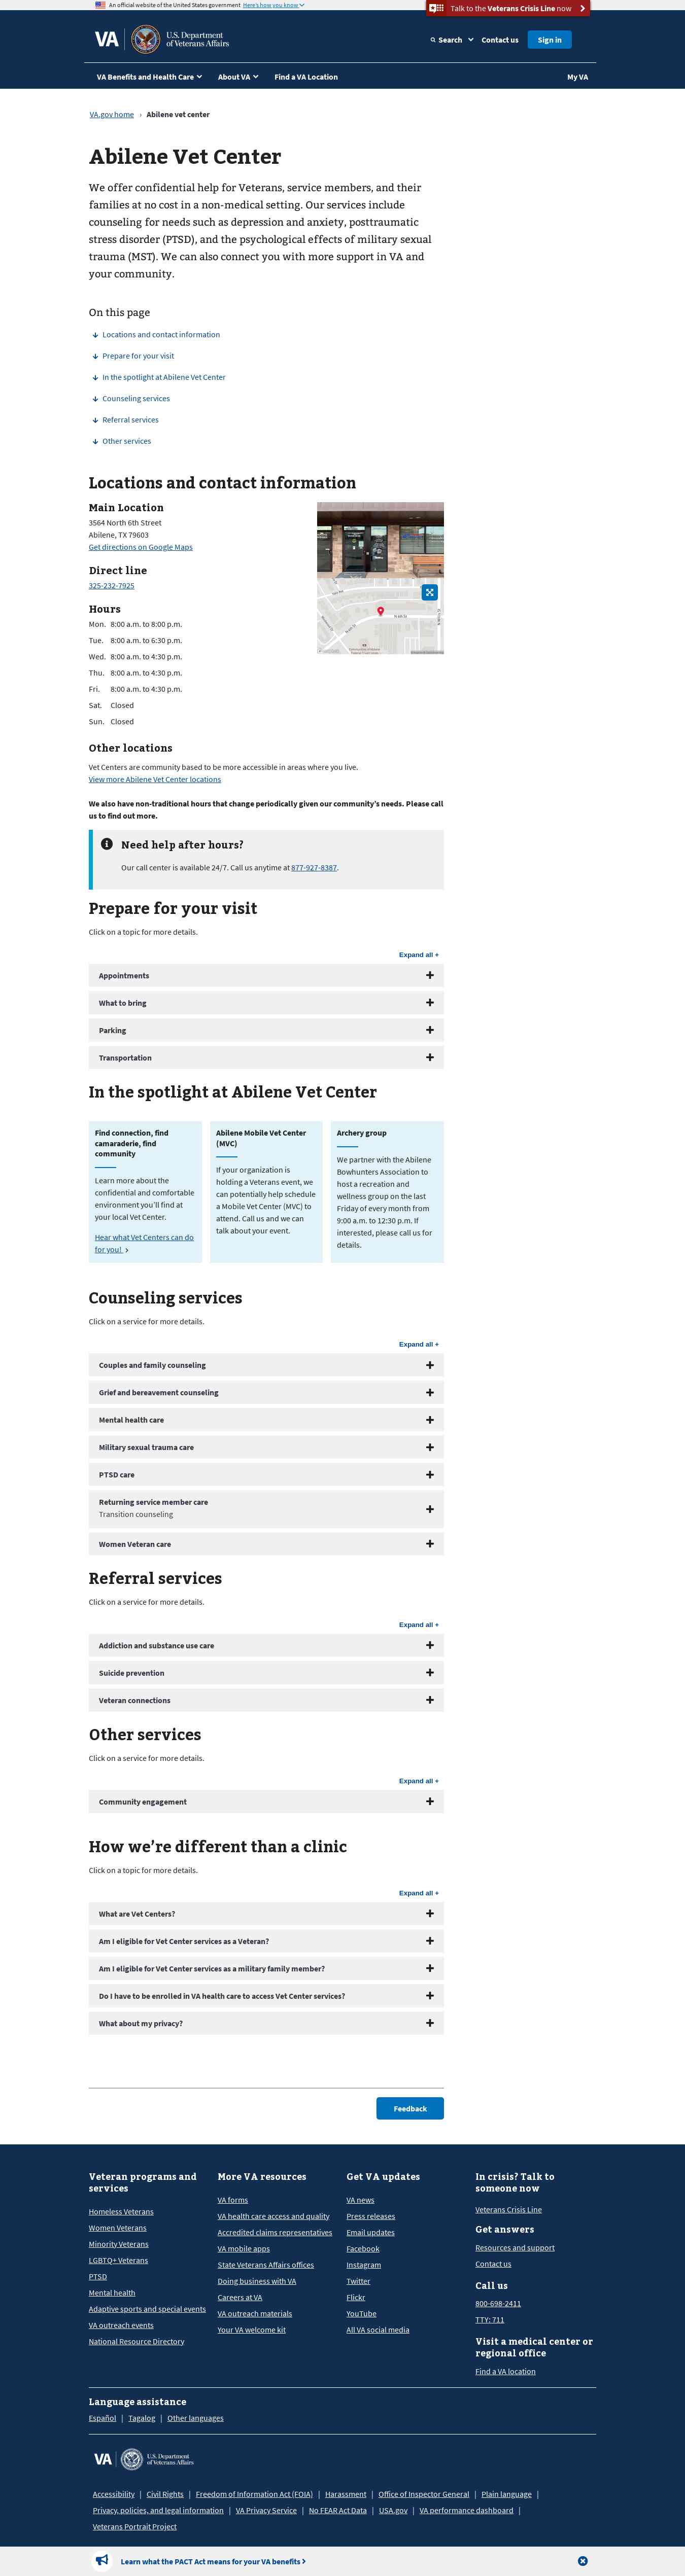 An official website of the United States government Here's how you know
Talk to the Veterans Crisis Line now
VA
U.S. Department
of Veterans Affairs
Search
Contact us
Sign in
VA Benefits and Health Care
About VA
Find a VA Location
My VA
VA.gov home › Abilene vet center
Abilene Vet Center
We offer confidential help for Veterans, service members, and their
families at no cost in a non-medical setting. Our services include
counseling for needs such as depression and anxiety, posttraumatic
stress disorder (PTSD), and the psychological effects of military sexual
trauma (MST). We can also connect you with more support in VA and
your community.
On this page
Locations and contact information
Prepare for your visit
In the spotlight at Abilene Vet Center
Counseling services
Referral services
Other services
Locations and contact information
Main Location
3564 North 6th Street
Abilene, TX 79603
Get directions on Google Maps
Direct line
325-232-7925
Hours
Mon. 8:00 a.m. to 8:00 p.m.
Tue. 8:00 a.m. to 6:30 p.m.
Wed. 8:00 a.m. to 4:30 p.m.
Thu. 8:00 a.m. to 4:30 p.m.
Fri. 8:00 a.m. to 4:30 p.m.
Sat. Closed
Sun. Closed
Other locations
Vet Centers are community based to be more accessible in areas where you live.
View more Abilene Vet Center locations
We also have non-traditional hours that change periodically given our community’s needs. Please call
us to find out more.
Need help after hours?
Our call center is available 24/7. Call us anytime at 877-927-8387.
Prepare for your visit
Click on a topic for more details.
Expand all +
Appointments
What to bring
Parking
Transportation
In the spotlight at Abilene Vet Center
Find connection, find
camaraderie, find
community
Learn more about the
confidential and comfortable
environment you’ll find at
your local Vet Center.
Hear what Vet Centers can do
for you!
Abilene Mobile Vet Center
(MVC)
If your organization is
holding a Veterans event, we
can potentially help schedule
a Mobile Vet Center (MVC) to
attend. Call us and we can
talk about your event.
Archery group
We partner with the Abilene
Bowhunters Association to
host a recreation and
wellness group on the last
Friday of every month from
9:00 a.m. to 12:30 p.m. If
interested, please call us for
details.
Counseling services
Click on a service for more details.
Expand all +
Couples and family counseling
Grief and bereavement counseling
Mental health care
Military sexual trauma care
PTSD care
Returning service member care
Transition counseling
Women Veteran care
Referral services
Click on a service for more details.
Expand all +
Addiction and substance use care
Suicide prevention
Veteran connections
Other services
Click on a service for more details.
Expand all +
Community engagement
How we’re different than a clinic
Click on a topic for more details.
Expand all +
What are Vet Centers?
Am I eligible for Vet Center services as a Veteran?
Am I eligible for Vet Center services as a military family member?
Do I have to be enrolled in VA health care to access Vet Center services?
What about my privacy?
Feedback
Veteran programs and
services
Homeless Veterans
Women Veterans
Minority Veterans
LGBTQ+ Veterans
PTSD
Mental health
Adaptive sports and special events
VA outreach events
National Resource Directory
More VA resources
VA forms
VA health care access and quality
Accredited claims representatives
VA mobile apps
State Veterans Affairs offices
Doing business with VA
Careers at VA
VA outreach materials
Your VA welcome kit
Get VA updates
VA news
Press releases
Email updates
Facebook
Instagram
Twitter
Flickr
YouTube
All VA social media
In crisis? Talk to
someone now
Veterans Crisis Line
Get answers
Resources and support
Contact us
Call us
800-698-2411
TTY: 711
Visit a medical center or
regional office
Find a VA location
Language assistance
Español | Tagalog | Other languages
VA
U.S. Department
of Veterans Affairs
Accessibility | Civil Rights | Freedom of Information Act (FOIA) | Harassment | Office of Inspector General | Plain language |
Privacy, policies, and legal information | VA Privacy Service | No FEAR Act Data | USA.gov | VA performance dashboard |
Veterans Portrait Project
Learn what the PACT Act means for your VA benefits